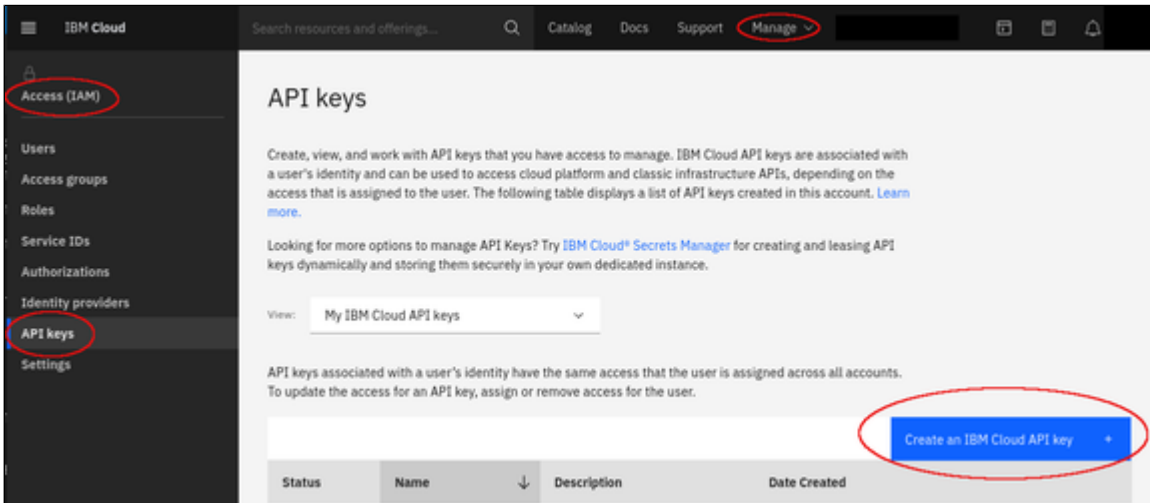 IBM Cloud
Search resources and offerings...
Catalog
Docs
Support
Manage
Access (IAM)
Users
Access groups
Roles
Service IDs
Authorizations
Identity providers
API keys
Settings
API keys
Create, view, and work with API keys that you have access to manage. IBM Cloud API keys are associated with
a user's identity and can be used to access cloud platform and classic infrastructure APIs, depending on the
access that is assigned to the user. The following table displays a list of API keys created in this account. Learn
more.
Looking for more options to manage API Keys? Try IBM Cloud® Secrets Manager for creating and leasing API
keys dynamically and storing them securely in your own dedicated instance.
View:
My IBM Cloud API keys
API keys associated with a user's identity have the same access that the user is assigned across all accounts.
To update the access for an API key, assign or remove access for the user.
Create an IBM Cloud API key +
Status
Name
Description
Date Created